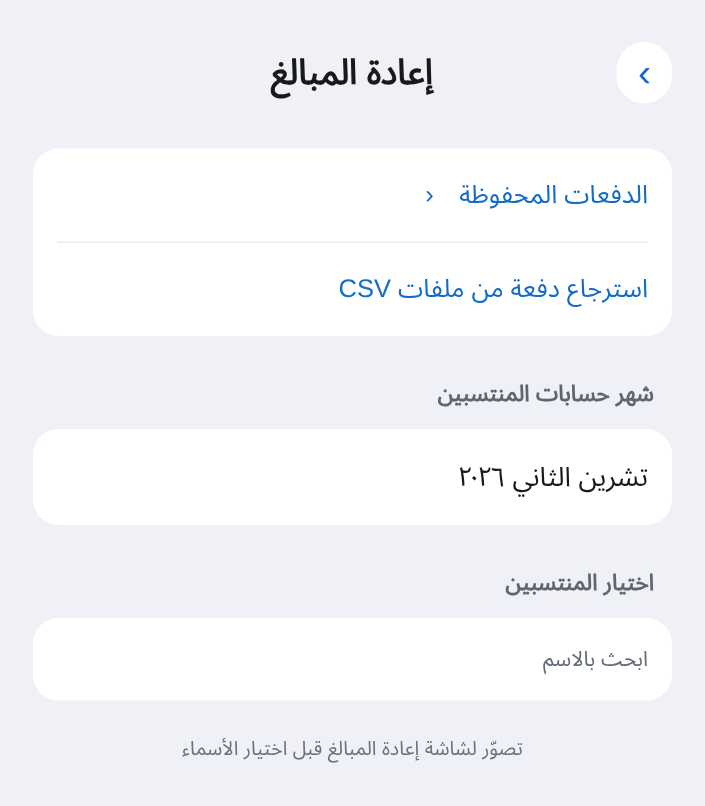 إعادة المبالغ
الدفعات المحفوظة ›
استرجاع دفعة من ملفات CSV
شهر حسابات المنتسبين
تشرين الثاني ٢٠٢٦
اختيار المنتسبين
ابحث بالاسم
تصوّر لشاشة إعادة المبالغ قبل اختيار الأسماء